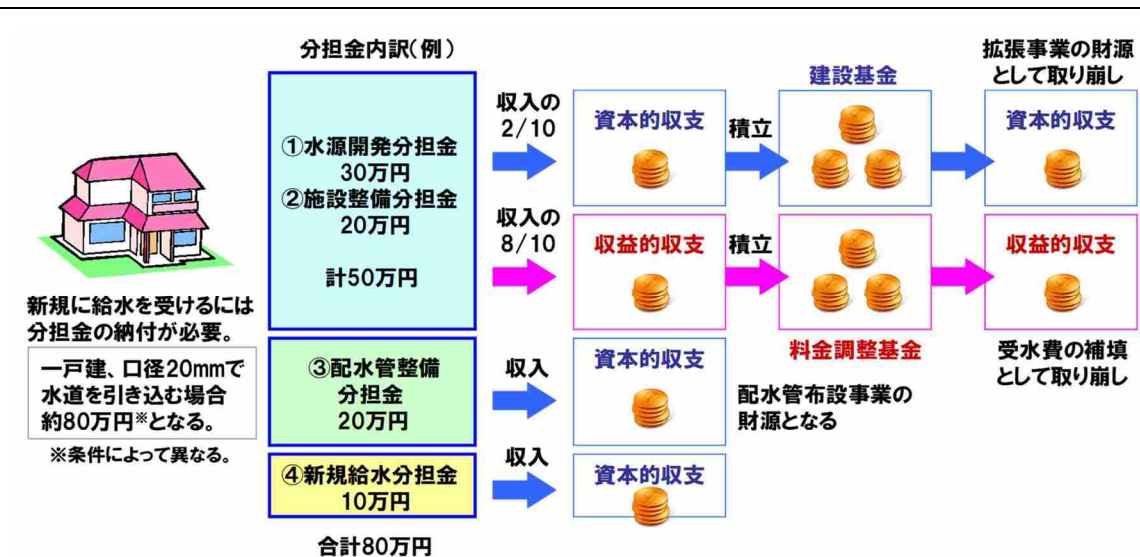 分担金内訳(例)
①水源開発分担金
30万円
②施設整備分担金
20万円
計50万円
③配水管整備
分担金
20万円
④新規給水分担金
10万円
合計80万円
新規に給水を受けるには
分担金の納付が必要。
一戸建、口径20mmで
水道を引き込む場合
約80万円※となる。
※条件によって異なる。
収入の
2/10
資本的収支
積立
建設基金
拡張事業の財源
として取り崩し
資本的収支
収入の
8/10
収益的収支
積立
料金調整基金
収益的収支
受水費の補填
として取り崩し
収入
資本的収支
配水管布設事業の
財源となる
収入
資本的収支